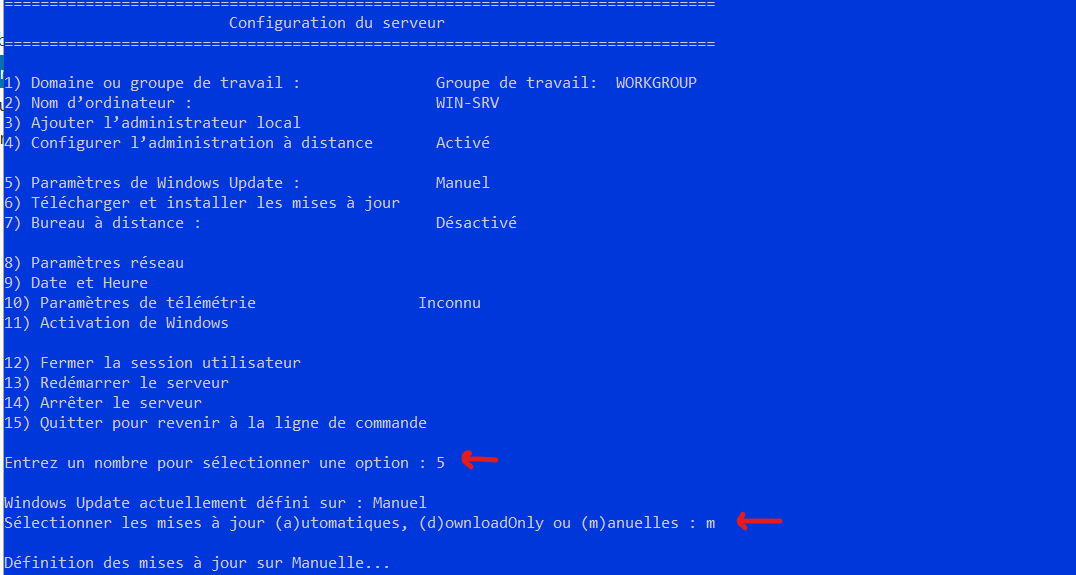 ===============================================================================
Configuration du serveur
===============================================================================
1) Domaine ou groupe de travail : Groupe de travail: WORKGROUP
2) Nom d’ordinateur : WIN-SRV
3) Ajouter l’administrateur local
4) Configurer l’administration à distance Activé
5) Paramètres de Windows Update : Manuel
6) Télécharger et installer les mises à jour
7) Bureau à distance : Désactivé
8) Paramètres réseau
9) Date et Heure
10) Paramètres de télémétrie Inconnu
11) Activation de Windows
12) Fermer la session utilisateur
13) Redémarrer le serveur
14) Arrêter le serveur
15) Quitter pour revenir à la ligne de commande
Entrez un nombre pour sélectionner une option : 5
Windows Update actuellement défini sur : Manuel
Sélectionner les mises à jour (a)utomatiques, (d)ownloadOnly ou (m)anuelles : m
Définition des mises à jour sur Manuelle...